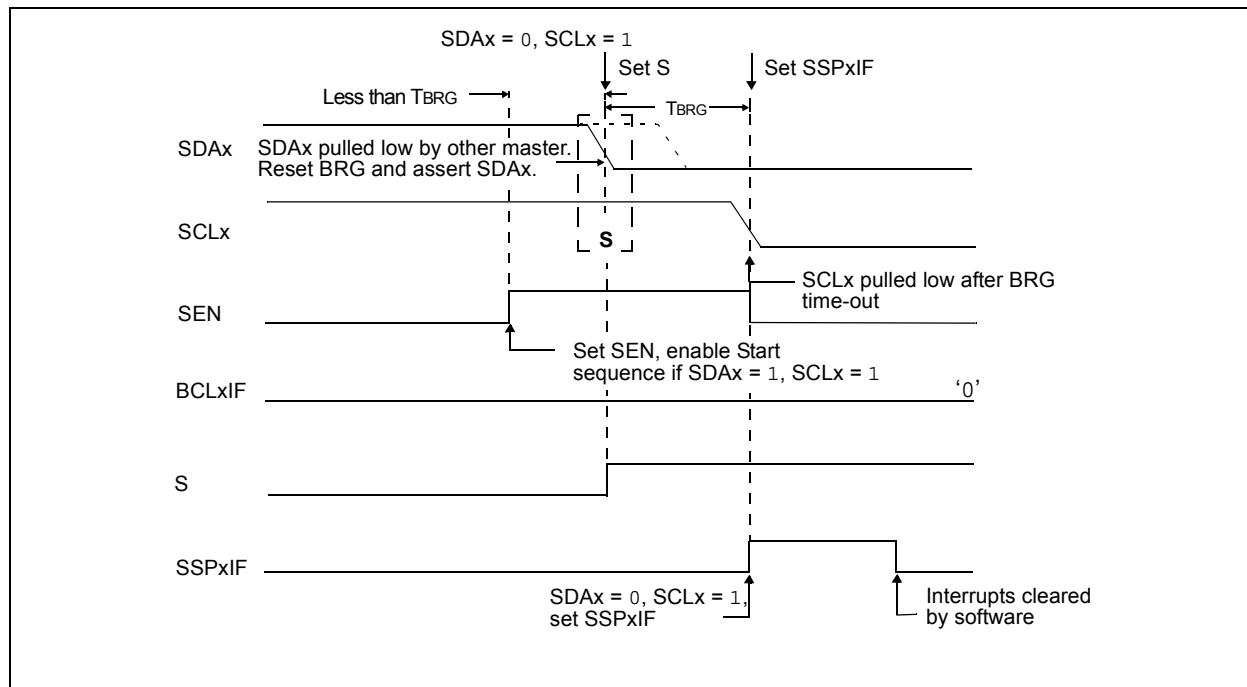 SDAx = 0, SCLx = 1
Set S
Set SSPxIF
Less than TBRG
TBRG
SDAx
SDAx pulled low by other master.
Reset BRG and assert SDAx.
SCLx
S
SCLx pulled low after BRG
time-out
SEN
Set SEN, enable Start
sequence if SDAx = 1, SCLx = 1
BCLxIF
‘0’
S
SSPxIF
SDAx = 0, SCLx = 1,
set SSPxIF
Interrupts cleared
by software